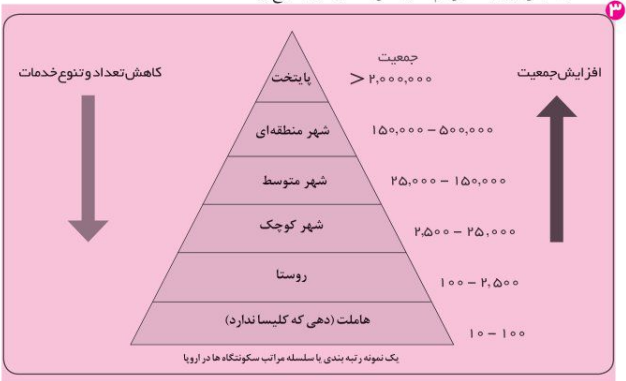 ۳
افزایش جمعیت
جمعیت
کاهش تعداد و تنوع خدمات
پایتخت
> ۲,۰۰۰,۰۰۰
شهر منطقه‌ای
۱۵۰,۰۰۰ – ۵۰۰,۰۰۰
شهر متوسط
۲۵,۰۰۰ – ۱۵۰,۰۰۰
شهر کوچک
۲,۵۰۰ – ۲۵,۰۰۰
روستا
۱۰۰ – ۲,۵۰۰
هاملت (دهی که کلیسا ندارد)
۱۰ – ۱۰۰
یک نمونه رتبه بندی یا سلسله مراتب سکونتگاه ها در اروپا